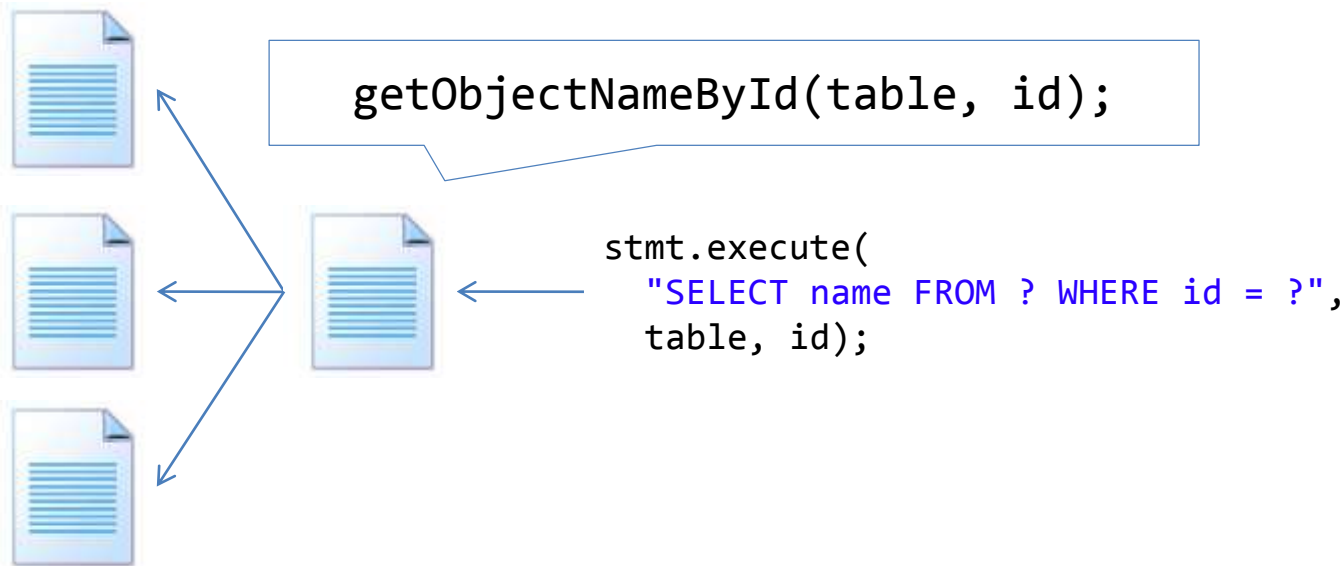 getObjectNameById(table, id);
stmt.execute(
"SELECT name FROM ? WHERE id = ?",
table, id);